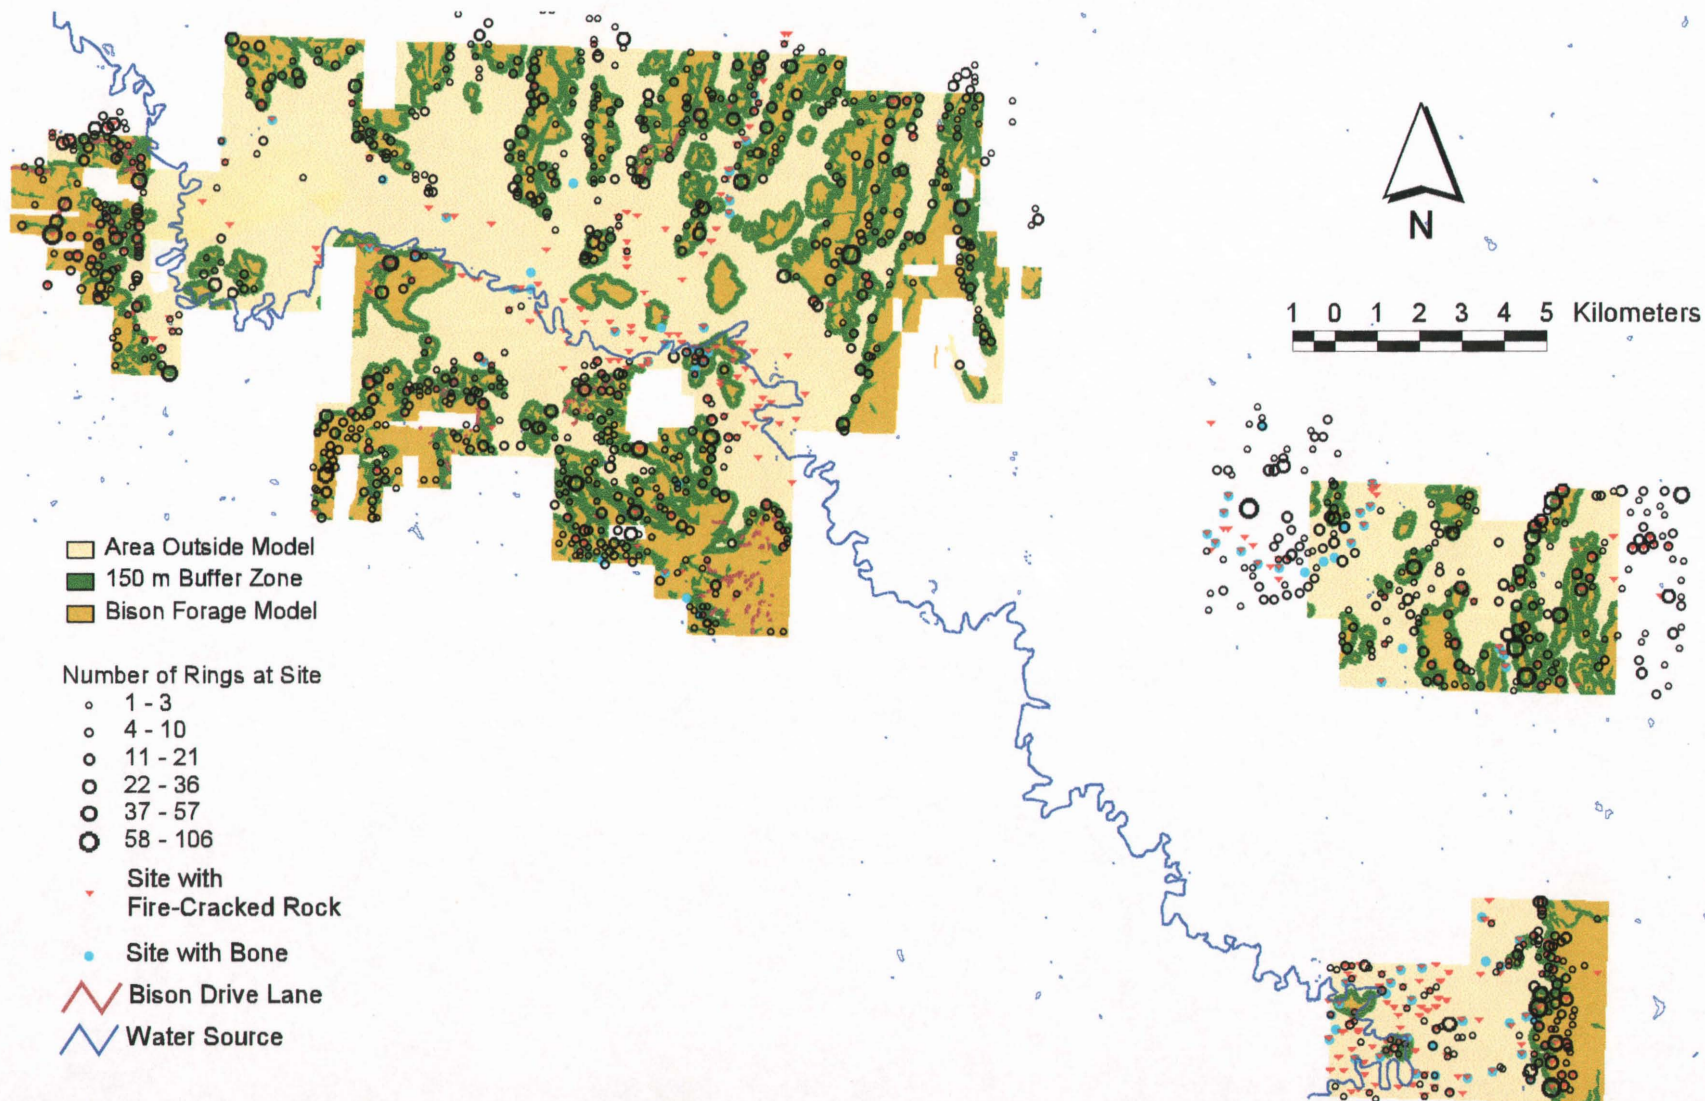 N
1 0 1 2 3 4 5 Kilometers
Area Outside Model
150 m Buffer Zone
Bison Forage Model
Number of Rings at Site
1 - 3
4 - 10
11 - 21
22 - 36
37 - 57
58 - 106
Site with
Fire-Cracked Rock
Site with Bone
Bison Drive Lane
Water Source